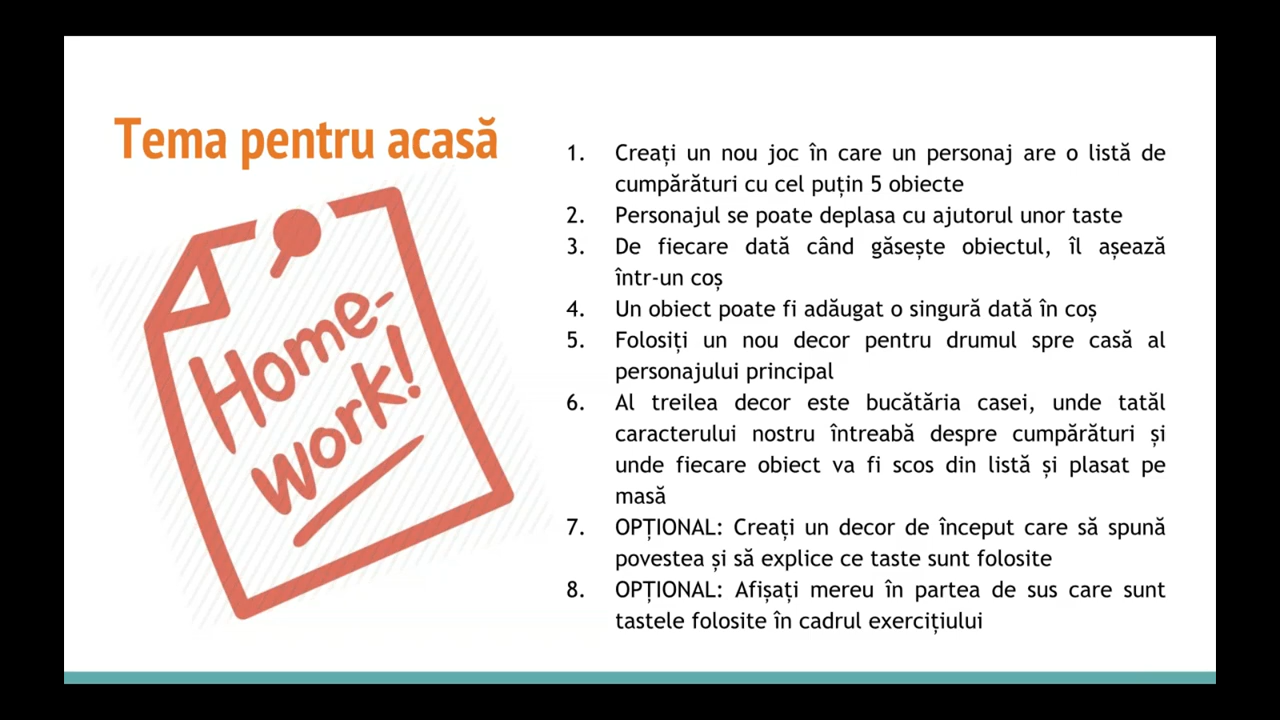 Tema pentru acasă
Home-
work!
1. Creați un nou joc în care un personaj are o listă de
cumpărături cu cel puțin 5 obiecte
2. Personajul se poate deplasa cu ajutorul unor taste
3. De fiecare dată când găsește obiectul, îl așează
într-un coș
4. Un obiect poate fi adăugat o singură dată în coș
5. Folosiți un nou decor pentru drumul spre casă al
personajului principal
6. Al treilea decor este bucătăria casei, unde tatăl
caracterului nostru întreabă despre cumpărături și
unde fiecare obiect va fi scos din listă și plasat pe
masă
7. OPȚIONAL: Creați un decor de început care să spună
povestea și să explice ce taste sunt folosite
8. OPȚIONAL: Afișați mereu în partea de sus care sunt
tastele folosite în cadrul exercițiului